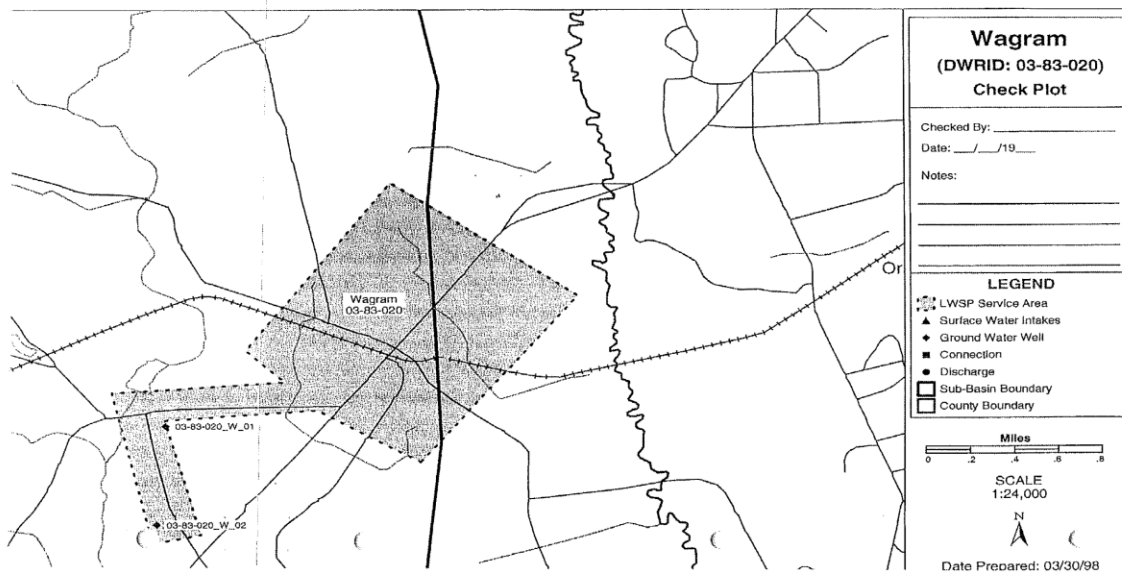 Wagram
(DWRID: 03-83-020)
Check Plot
Checked By:
Date: ___/___/19___
Notes:
LEGEND
LWSP Service Area
Surface Water Intakes
Ground Water Well
Connection
Discharge
Sub-Basin Boundary
County Boundary
Miles
0 .2 .4 .6 .8
SCALE
1:24,000
N
Date Prepared: 03/30/98
Wagram
03-83-020
Or
03-83-020_W_01
03-83-020_W_02